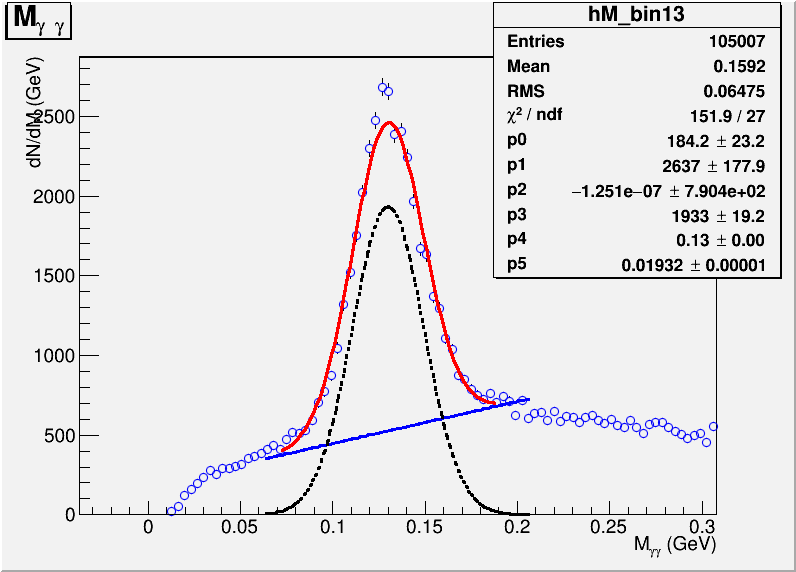 M γ γ
hM_bin13
Entries 105007
Mean 0.1592
RMS 0.06475
χ² / ndf 151.9 / 27
p0 184.2 ± 23.2
p1 2637 ± 177.9
p2 −1.251e−07 ± 7.904e+02
p3 1933 ± 19.2
p4 0.13 ± 0.00
p5 0.01932 ± 0.00001
dN/dM (GeV)
2500
2000
1500
1000
500
0
0 0.05 0.1 0.15 0.2 0.25 0.3
M γγ (GeV)